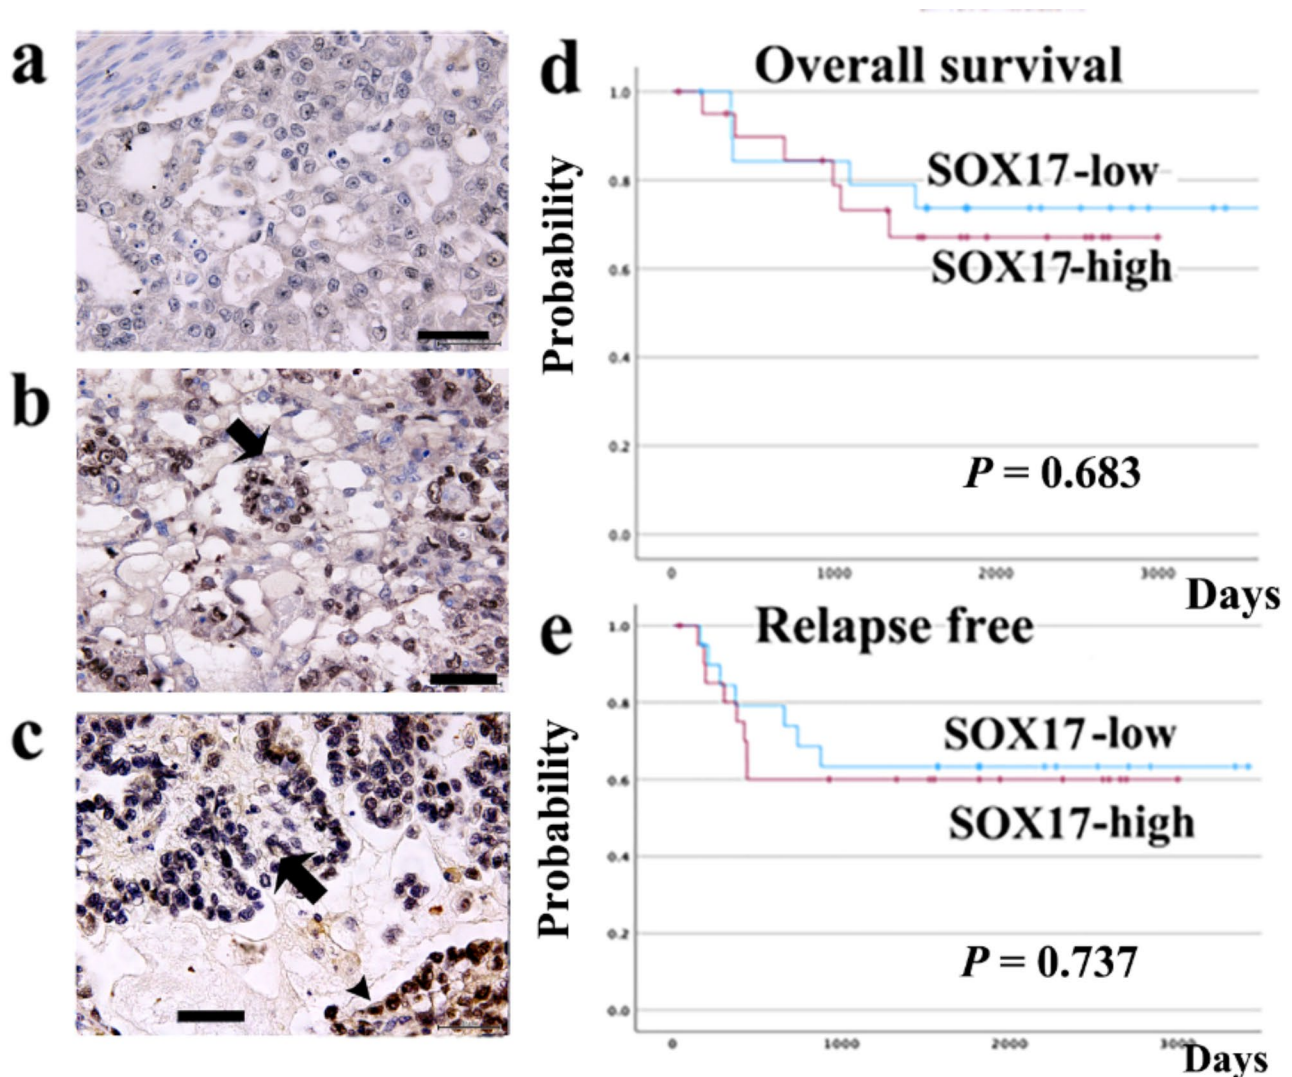 a
b
c
d
Overall survival
Probability
1.0
0.8
0.6
0.4
0.2
0.0
SOX17-low
SOX17-high
P = 0.683
0 1000 2000 3000
Days
e
Relapse free
Probability
1.0
0.8
0.6
0.4
0.2
0.0
SOX17-low
SOX17-high
P = 0.737
0 1000 2000 3000
Days